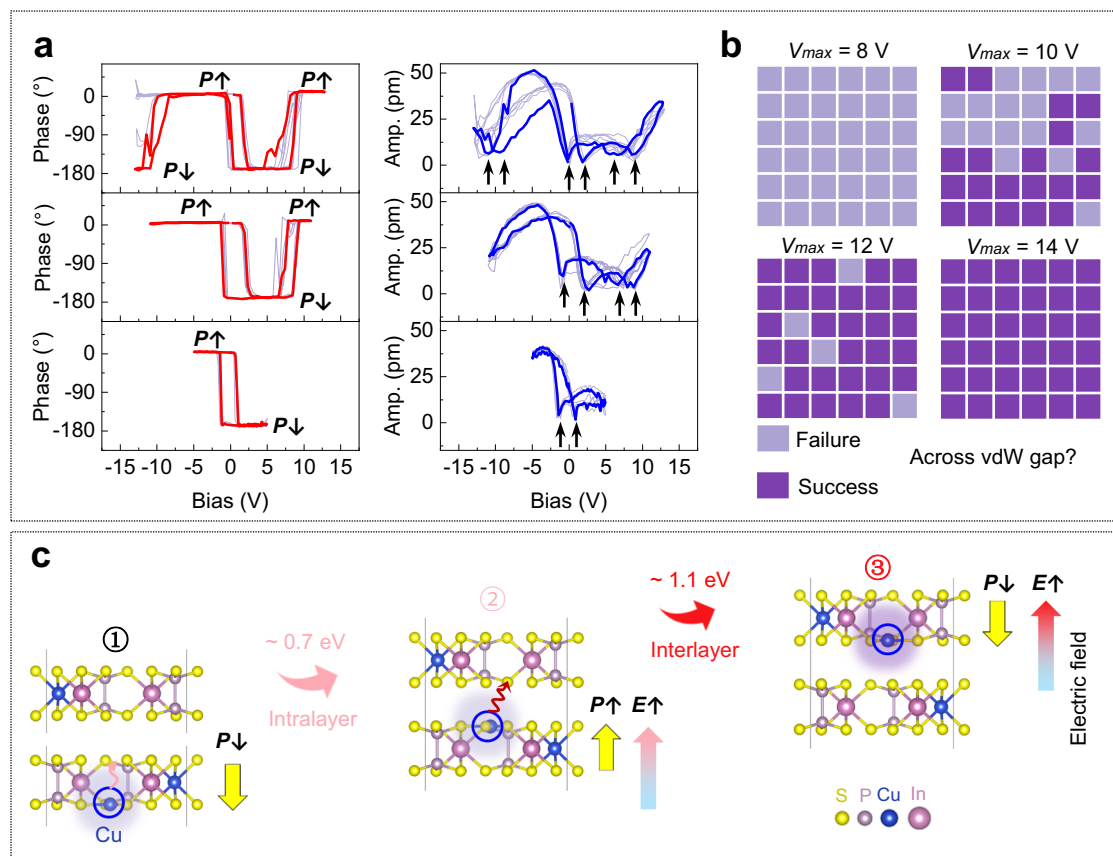 a
Phase (°)
0
-90
-180
P↑
P↑
P↓
P↓
Amp. (pm)
50
25
0
Phase (°)
0
-90
-180
P↑
P↑
P↓
Amp. (pm)
50
25
0
Phase (°)
0
-90
-180
P↑
P↓
Amp. (pm)
50
25
0
-15 -10 -5 0 5 10 15
Bias (V)
-15 -10 -5 0 5 10 15
Bias (V)
b
Vmax = 8 V
Vmax = 10 V
Vmax = 12 V
Vmax = 14 V
Failure
Success
Across vdW gap?
c
①
P↓
Cu
~ 0.7 eV
Intralayer
②
P↑ E↑
~ 1.1 eV
Interlayer
③
P↓ E↑
Electric field
S P Cu In